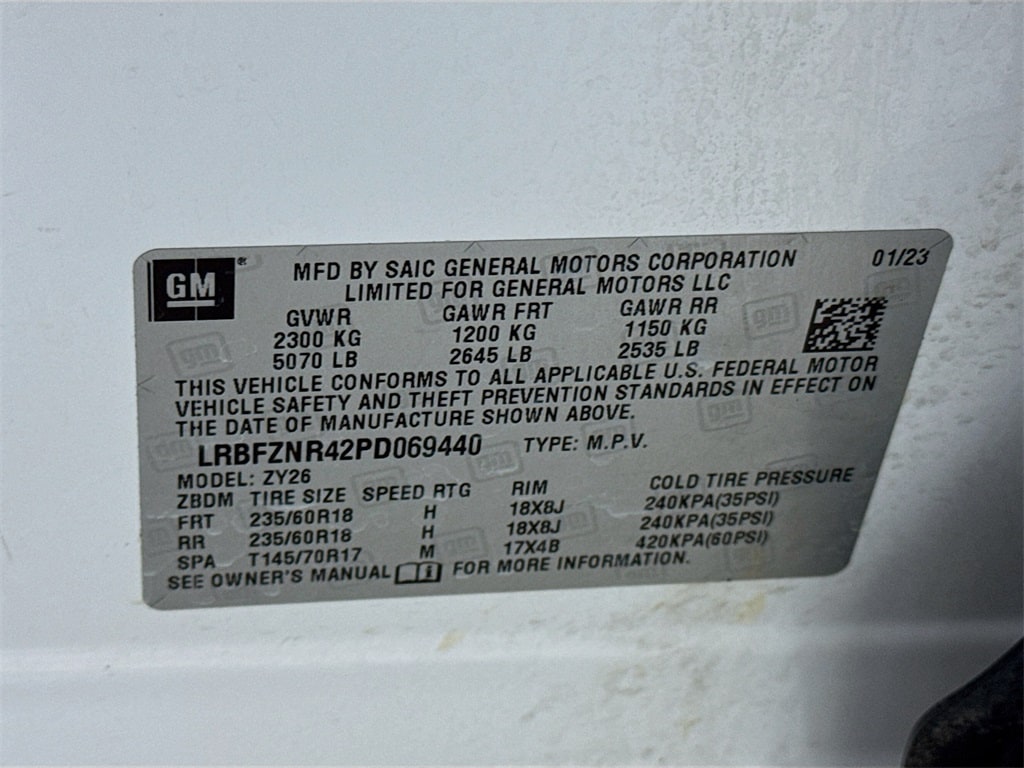 GM® MFD BY SAIC GENERAL MOTORS CORPORATION 01/23
LIMITED FOR GENERAL MOTORS LLC
GVWR GAWR FRT GAWR RR
2300 KG 1200 KG 1150 KG
5070 LB 2645 LB 2535 LB
THIS VEHICLE CONFORMS TO ALL APPLICABLE U.S. FEDERAL MOTOR
VEHICLE SAFETY AND THEFT PREVENTION STANDARDS IN EFFECT ON
THE DATE OF MANUFACTURE SHOWN ABOVE.
LRBFZNR42PD069440 TYPE: M.P.V.
MODEL: ZY26
ZBDM TIRE SIZE SPEED RTG RIM COLD TIRE PRESSURE
FRT 235/60R18 H 18X8J 240KPA(35PSI)
RR 235/60R18 H 18X8J 240KPA(35PSI)
SPA T145/70R17 M 17X4B 420KPA(60PSI)
SEE OWNER'S MANUAL FOR MORE INFORMATION.